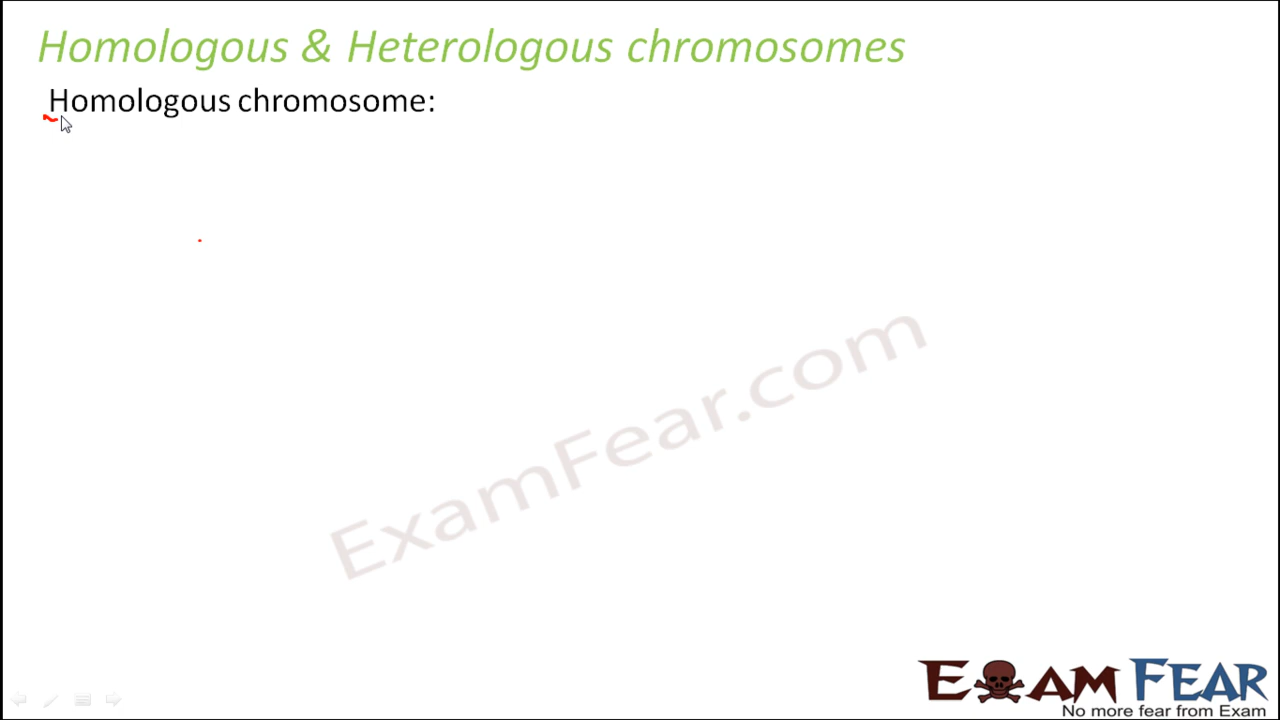 Homologous & Heterologous chromosomes
Homologous chromosome:
ExamFear.com
EXAM FEAR
No more fear from Exam